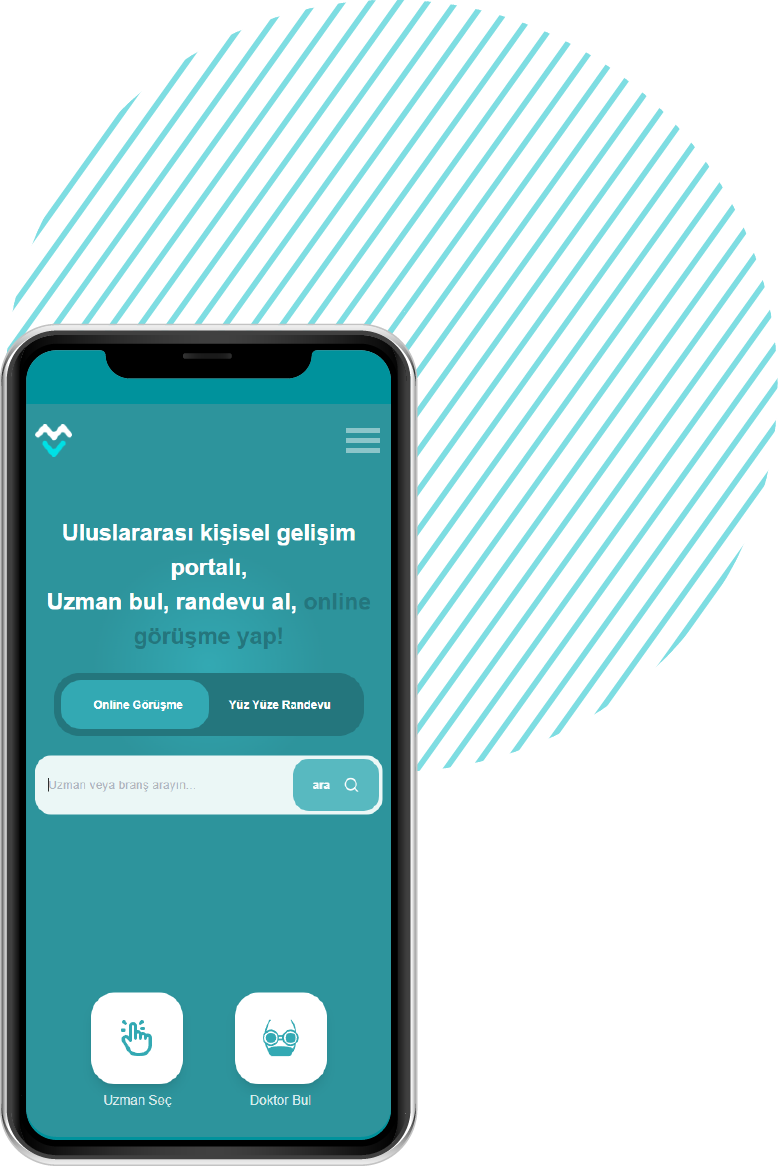 Uluslararası kişisel gelişim
portalı,
Uzman bul, randevu al, online
görüşme yap!
Online Görüşme
Yüz Yüze Randevu
Uzman veya branş arayın...
ara
Uzman Seç
Doktor Bul